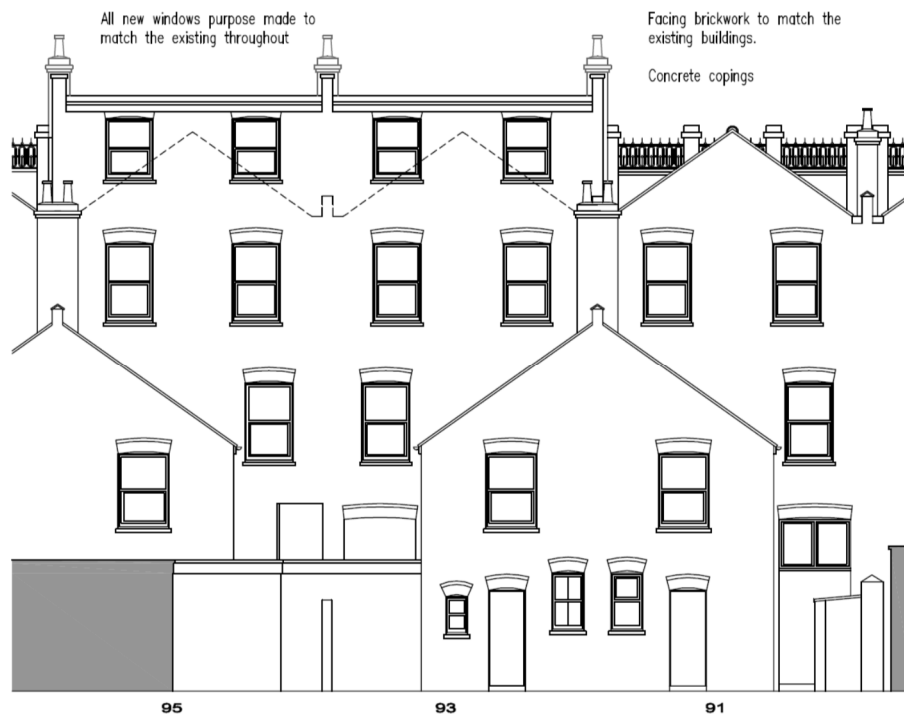 All new windows purpose made to
match the existing throughout
Facing brickwork to match the
existing buildings.
Concrete copings
95
93
91